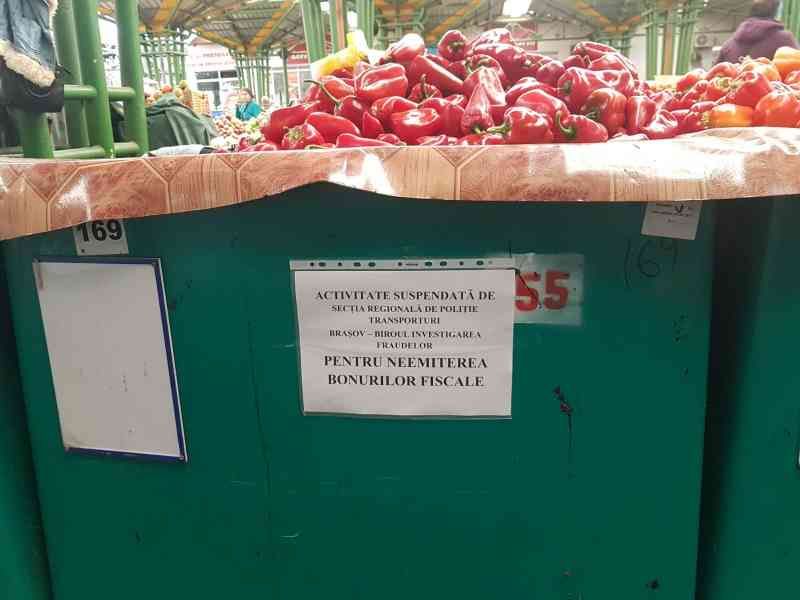 169
55
169
ACTIVITATE SUSPENDATĂ DE
SECȚIA REGIONALĂ DE POLIȚIE
TRANSPORTURI
BRAȘOV – BIROUL INVESTIGAREA
FRAUDELOR
PENTRU NEEMITEREA
BONURILOR FISCALE